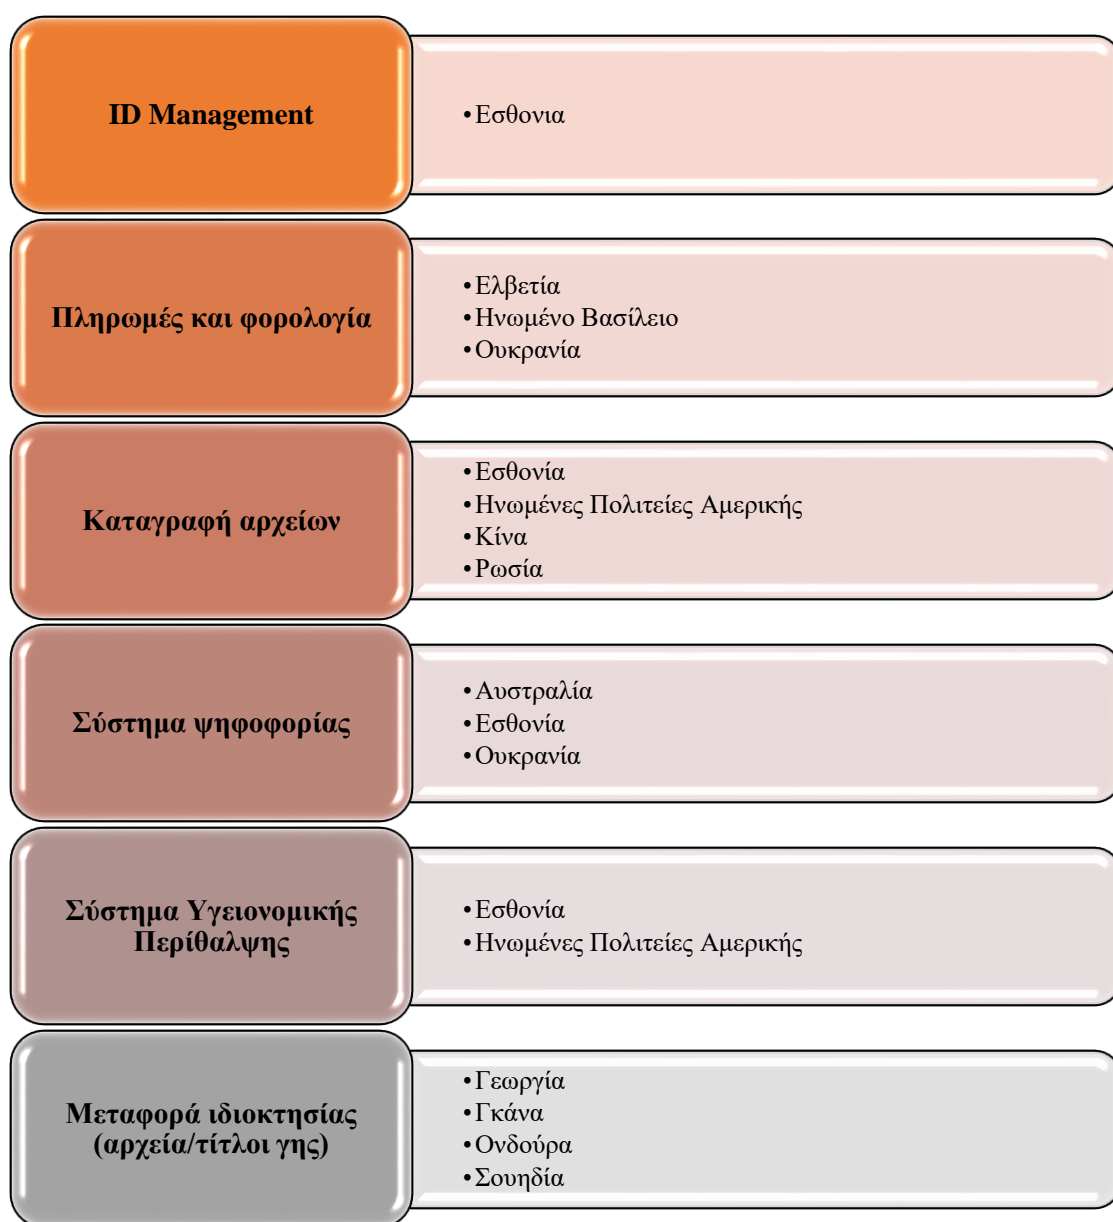 ID Management
•Εσθονια
Πληρωμές και φορολογία
•Ελβετία
•Ηνωμένο Βασίλειο
•Ουκρανία
Καταγραφή αρχείων
•Εσθονία
•Ηνωμένες Πολιτείες Αμερικής
•Κίνα
•Ρωσία
Σύστημα ψηφοφορίας
•Αυστραλία
•Εσθονία
•Ουκρανία
Σύστημα Υγειονομικής
Περίθαλψης
•Εσθονία
•Ηνωμένες Πολιτείες Αμερικής
Μεταφορά ιδιοκτησίας
(αρχεία/τίτλοι γης)
•Γεωργία
•Γκάνα
•Ονδούρα
•Σουηδία